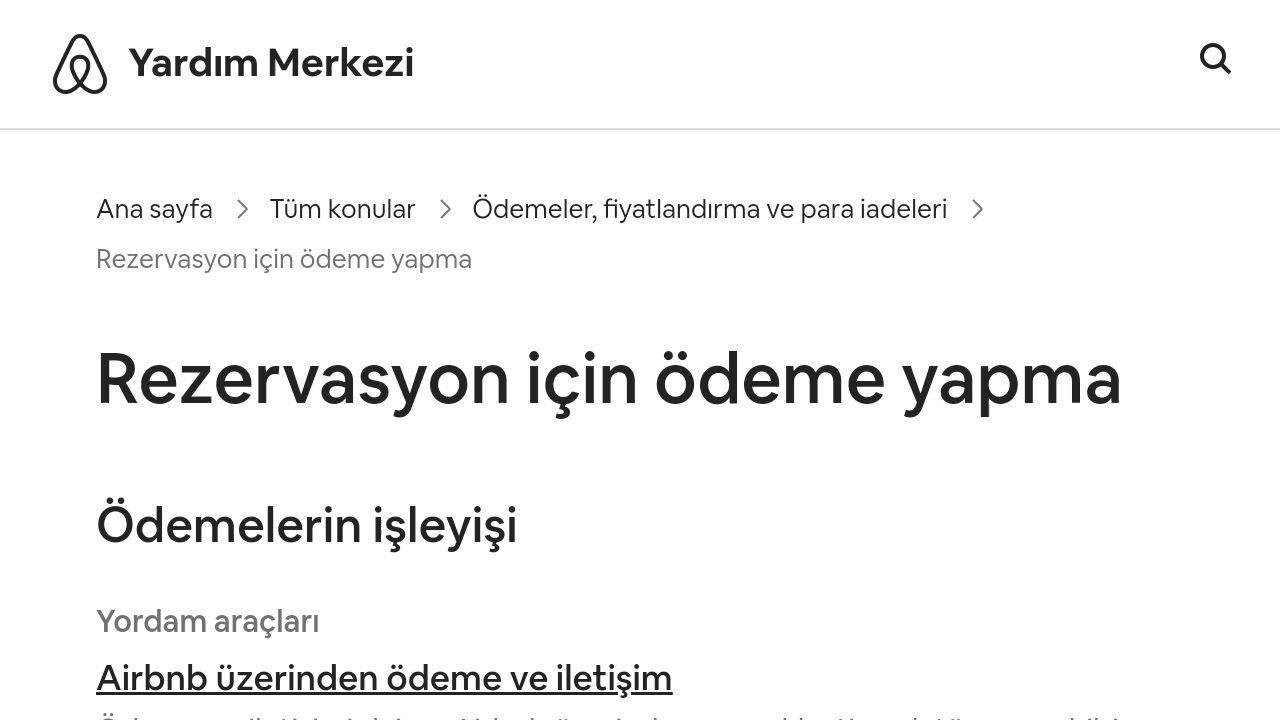 Yardım Merkezi
Ana sayfa
Tüm konular
Ödemeler, fiyatlandırma ve para iadeleri
Rezervasyon için ödeme yapma
Rezervasyon için ödeme yapma
Ödemelerin işleyişi
Yordam araçları
Airbnb üzerinden ödeme ve iletişim